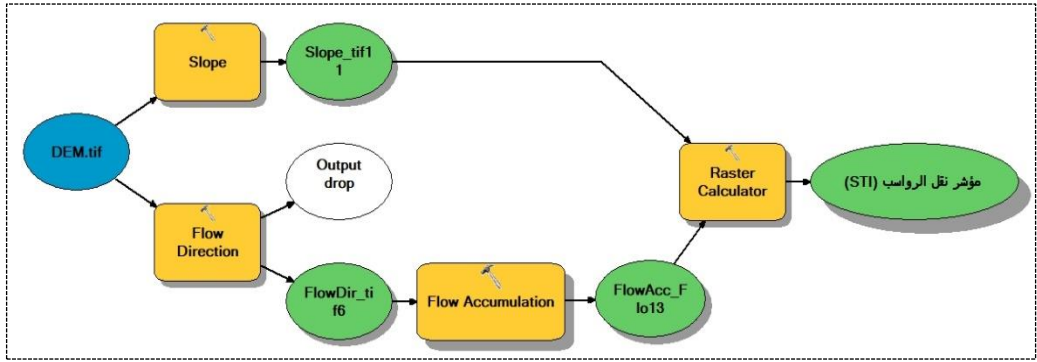 Slope
Slope_tif1
1
DEM.tif
Output
drop
Flow
Direction
FlowDir_ti
f6
Flow Accumulation
FlowAcc_F
lo13
Raster
Calculator
مؤشر نقل الرواسب (STI)